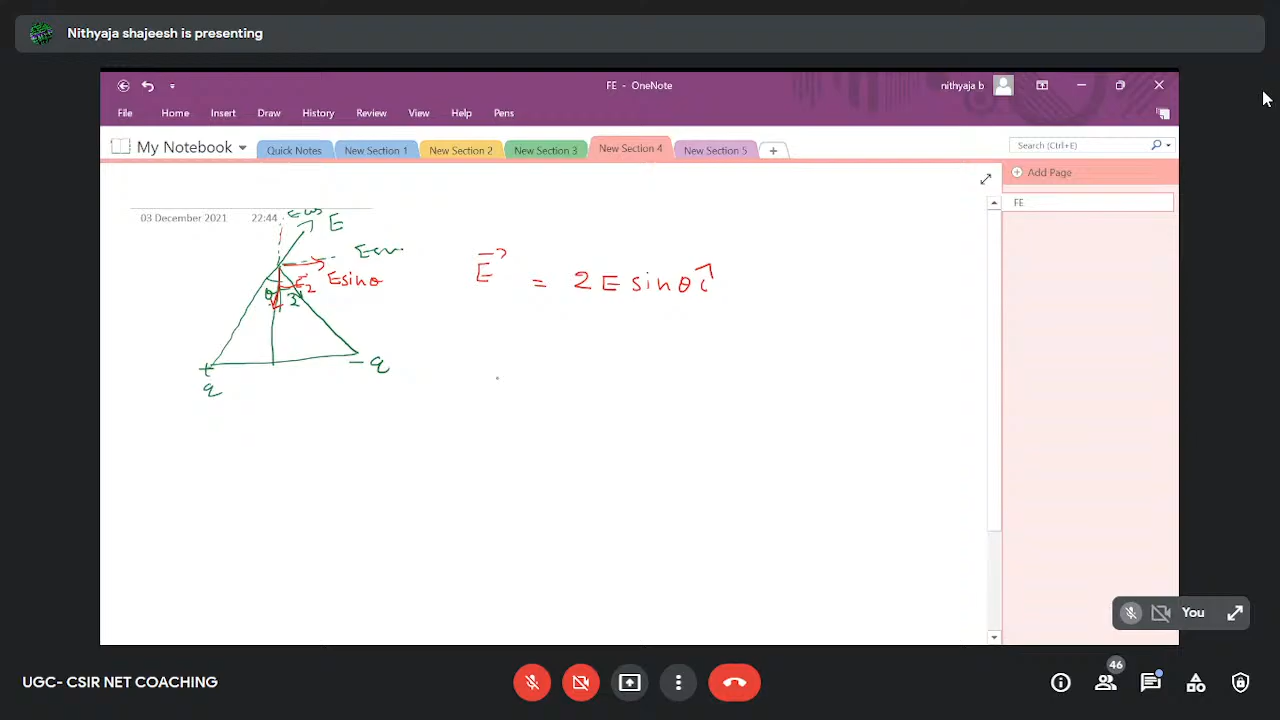 Nithyaja shajeesh is presenting
FE - OneNote
nithyaja b
File Home Insert Draw History Review View Help Pens
My Notebook
Quick Notes New Section 1 New Section 2 New Section 3 New Section 4 New Section 5 +
Search (Ctrl+E)
Add Page
FE
03 December 2021 22:44
E
E sinθ
E⃗ = 2 E sinθ i⃗
+ q
- q
You
UGC- CSIR NET COACHING
46